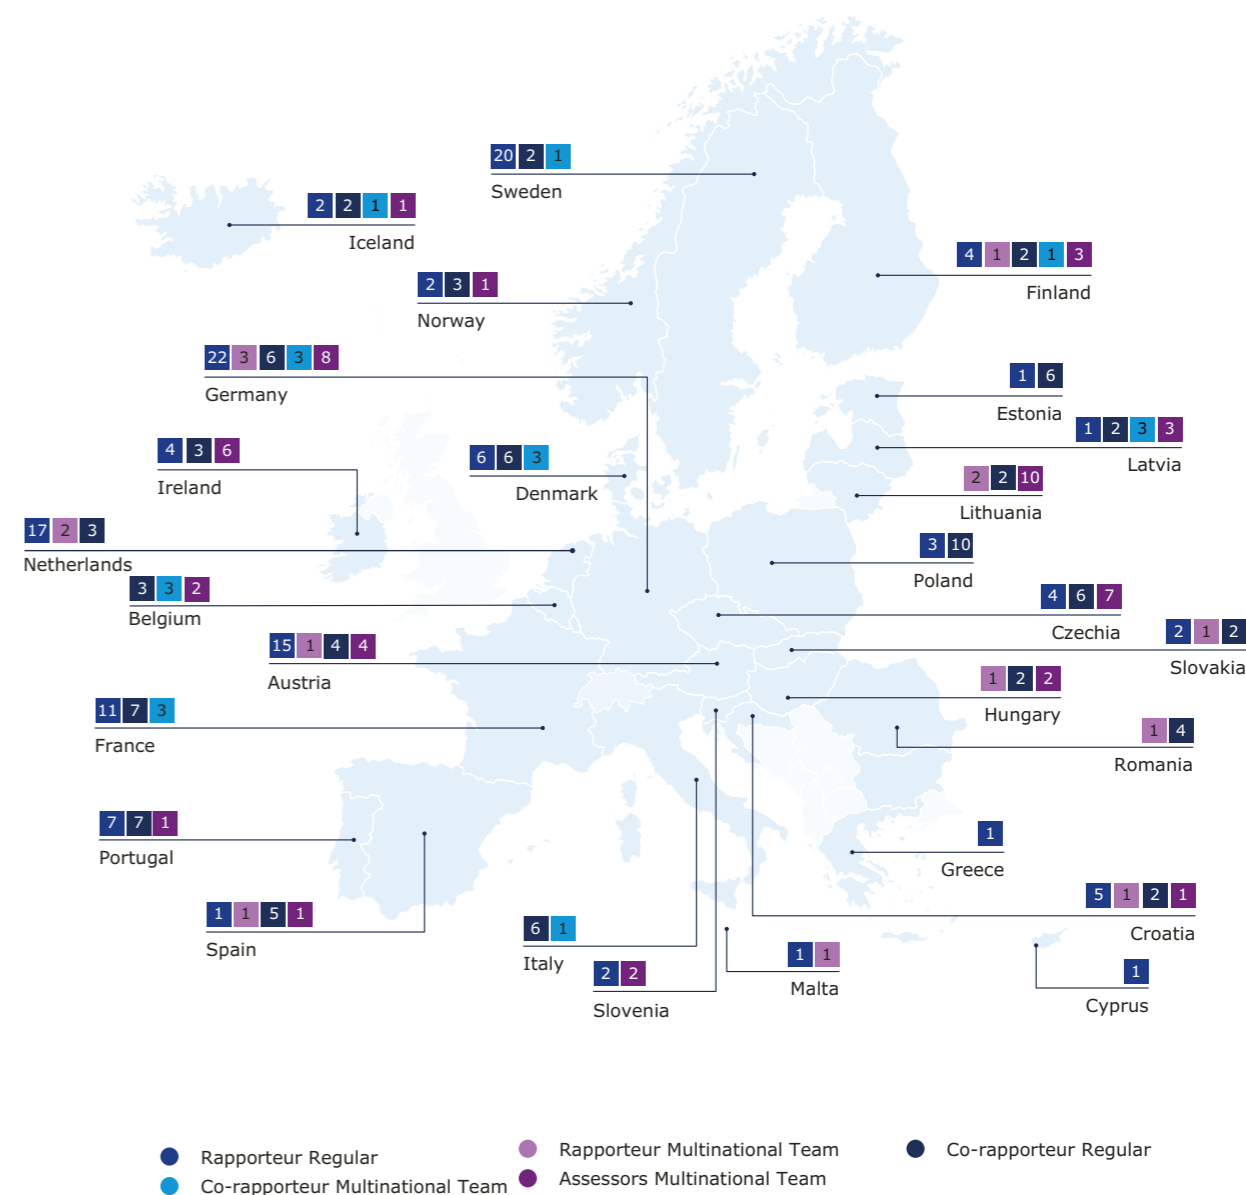 20 2 1
Sweden
2 2 1 1
Iceland
4 1 2 1 3
Finland
2 3 1
Norway
22 3 6 3 8
Germany
1 6
Estonia
1 2 3 3
Latvia
4 3 6
Ireland
6 6 3
Denmark
2 2 10
Lithuania
17 2 3
Netherlands
3 10
Poland
3 3 2
Belgium
4 6 7
Czechia
2 1 2
Slovakia
15 1 4 4
Austria
1 2 2
Hungary
11 7 3
France
1 4
Romania
7 7 1
Portugal
1
Greece
5 1 2 1
Croatia
1 1 5 1
Spain
6 1
Italy
1 1
Malta
2 2
Slovenia
1
Cyprus
Rapporteur Regular
Rapporteur Multinational Team
Co-rapporteur Regular
Co-rapporteur Multinational Team
Assessors Multinational Team